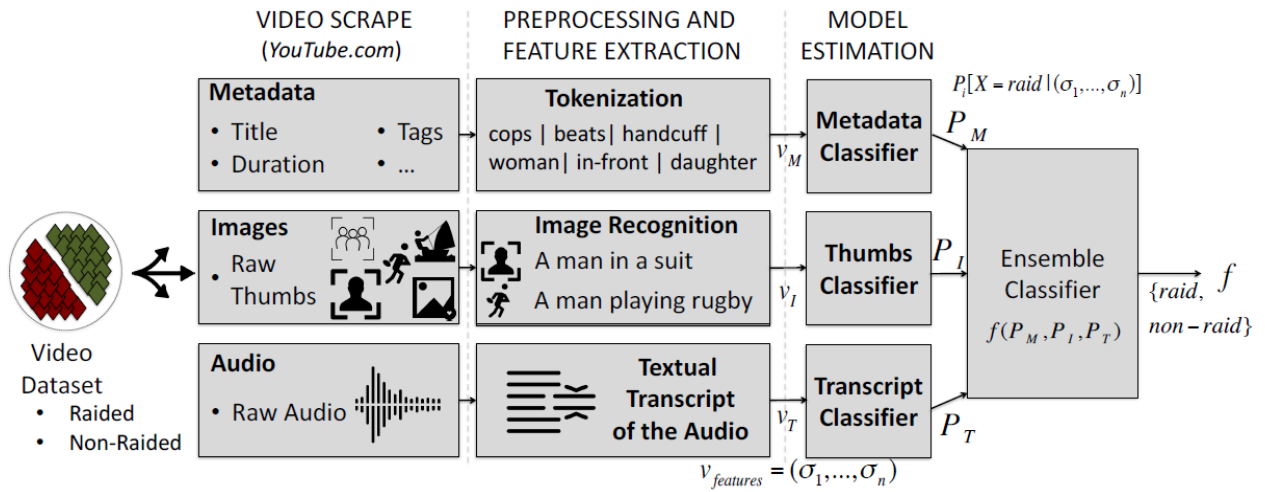 VIDEO SCRAPE
(YouTube.com)
PREPROCESSING AND
FEATURE EXTRACTION
MODEL
ESTIMATION
Metadata
• Title
• Tags
• Duration
• ...
Tokenization
cops | beats| handcuff |
woman| in-front | daughter
v_M
Metadata
Classifier
P_i[X = raid | (σ_1,...,σ_n)]
P_M
Images
• Raw
Thumbs
Image Recognition
A man in a suit
A man playing rugby
v_I
Thumbs
Classifier
P_I
Ensemble
Classifier
f(P_M,P_I,P_T)
f
{raid,
non-raid}
Video
Dataset
• Raided
• Non-Raided
Audio
• Raw Audio
Textual
Transcript
of the Audio
v_T
Transcript
Classifier
P_T
v_features = (σ_1,...,σ_n)